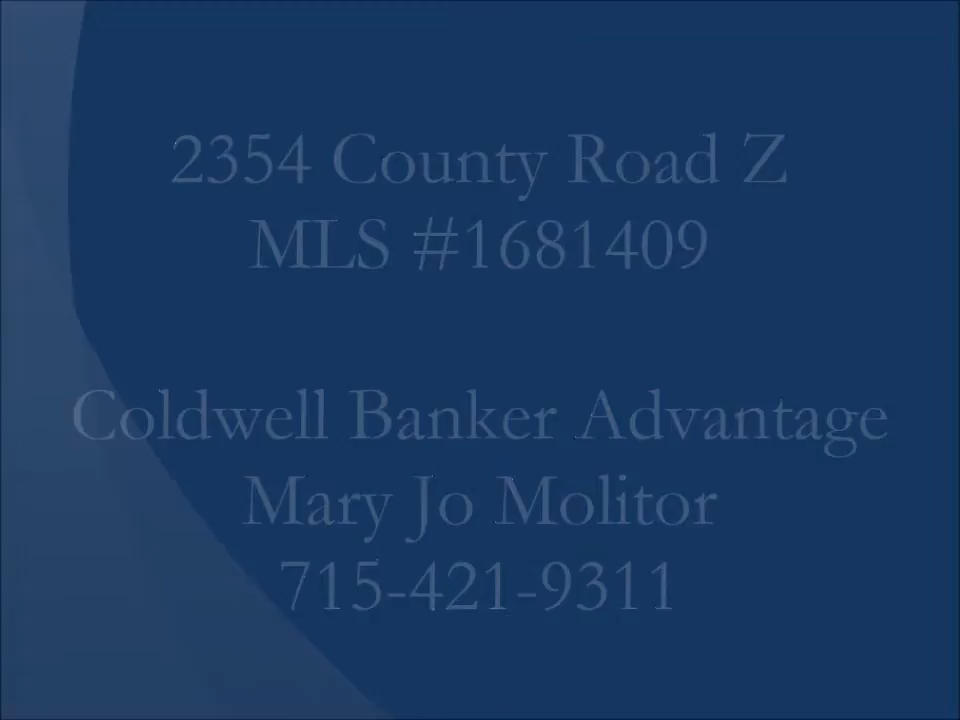 2354 County Road Z
MLS #1681409
Coldwell Banker Advantage
Mary Jo Molitor
715-421-9311